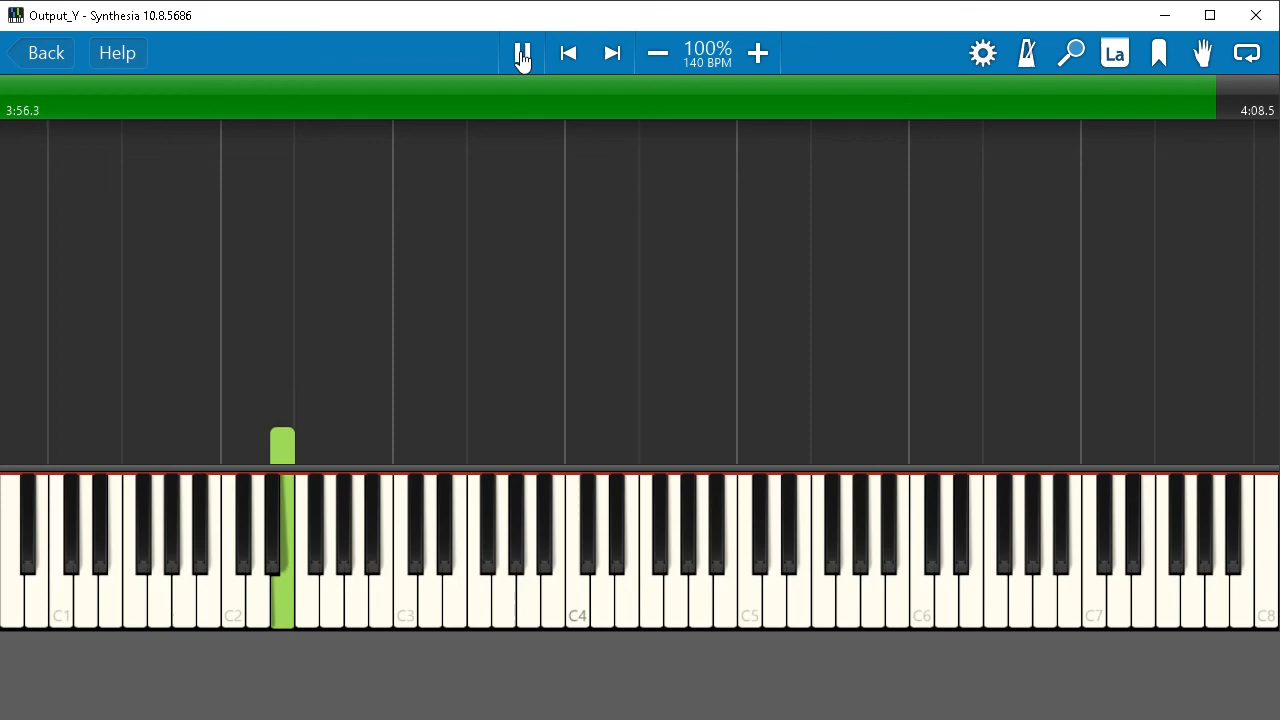 Output_Y - Synthesia 10.8.5686
Back
Help
100%
140 BPM
La
3:56.3
4:08.5
C1
C2
C3
C4
C5
C6
C7
C8